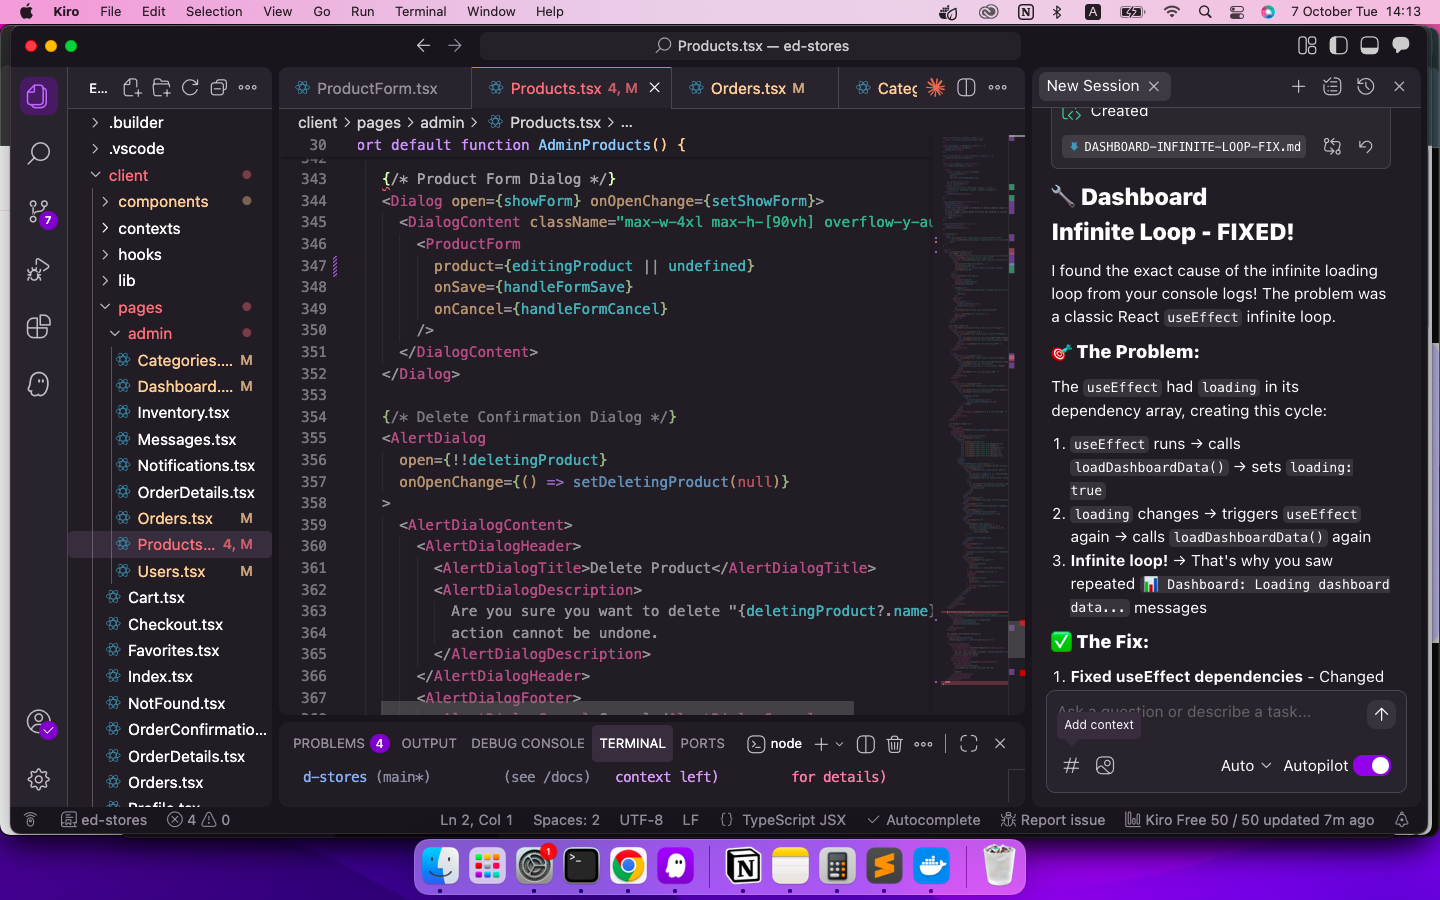 Kiro File Edit Selection View Go Run Terminal Window Help
A
7 October Tue 14:13
Products.tsx — ed-stores
E...
ProductForm.tsx
Products.tsx 4, M
Orders.tsx M
Categ
New Session
.builder
.vscode
client
components
contexts
hooks
lib
pages
admin
Categories.... M
Dashboard.... M
Inventory.tsx
Messages.tsx
Notifications.tsx
OrderDetails.tsx
Orders.tsx M
Products... 4, M
Users.tsx M
Cart.tsx
Checkout.tsx
Favorites.tsx
Index.tsx
NotFound.tsx
OrderConfirmatio...
OrderDetails.tsx
Orders.tsx
Profile.tsx
7
client > pages > admin > Products.tsx > ...
30 ort default function AdminProducts() {
342
343 {/* Product Form Dialog */}
344 <Dialog open={showForm} onOpenChange={setShowForm}>
345 <DialogContent className="max-w-4xl max-h-[90vh] overflow-y-au
346 <ProductForm
347 product={editingProduct || undefined}
348 onSave={handleFormSave}
349 onCancel={handleFormCancel}
350 />
351 </DialogContent>
352 </Dialog>
353
354 {/* Delete Confirmation Dialog */}
355 <AlertDialog
356 open={!!deletingProduct}
357 onOpenChange={() => setDeletingProduct(null)}
358 >
359 <AlertDialogContent>
360 <AlertDialogHeader>
361 <AlertDialogTitle>Delete Product</AlertDialogTitle>
362 <AlertDialogDescription>
363 Are you sure you want to delete "{deletingProduct?.name}
364 action cannot be undone.
365 </AlertDialogDescription>
366 </AlertDialogHeader>
367 <AlertDialogFooter>
PROBLEMS 4 OUTPUT DEBUG CONSOLE TERMINAL PORTS node
d-stores (main*) (see /docs) context left) for details)
Created
DASHBOARD-INFINITE-LOOP-FIX.md
🔧 Dashboard
Infinite Loop - FIXED!
I found the exact cause of the infinite loading
loop from your console logs! The problem was
a classic React useEffect infinite loop.
🎯 The Problem:
The useEffect had loading in its
dependency array, creating this cycle:
1. useEffect runs → calls
loadDashboardData() → sets loading:
true
2. loading changes → triggers useEffect
again → calls loadDashboardData() again
3. Infinite loop! → That's why you saw
repeated 📊 Dashboard: Loading dashboard
data... messages
✅ The Fix:
1. Fixed useEffect dependencies - Changed
Ask a question or describe a task...
Add context
# Auto Autopilot
ed-stores 4 0 Ln 2, Col 1 Spaces: 2 UTF-8 LF {} TypeScript JSX Autocomplete Report issue Kiro Free 50 / 50 updated 7m ago
1